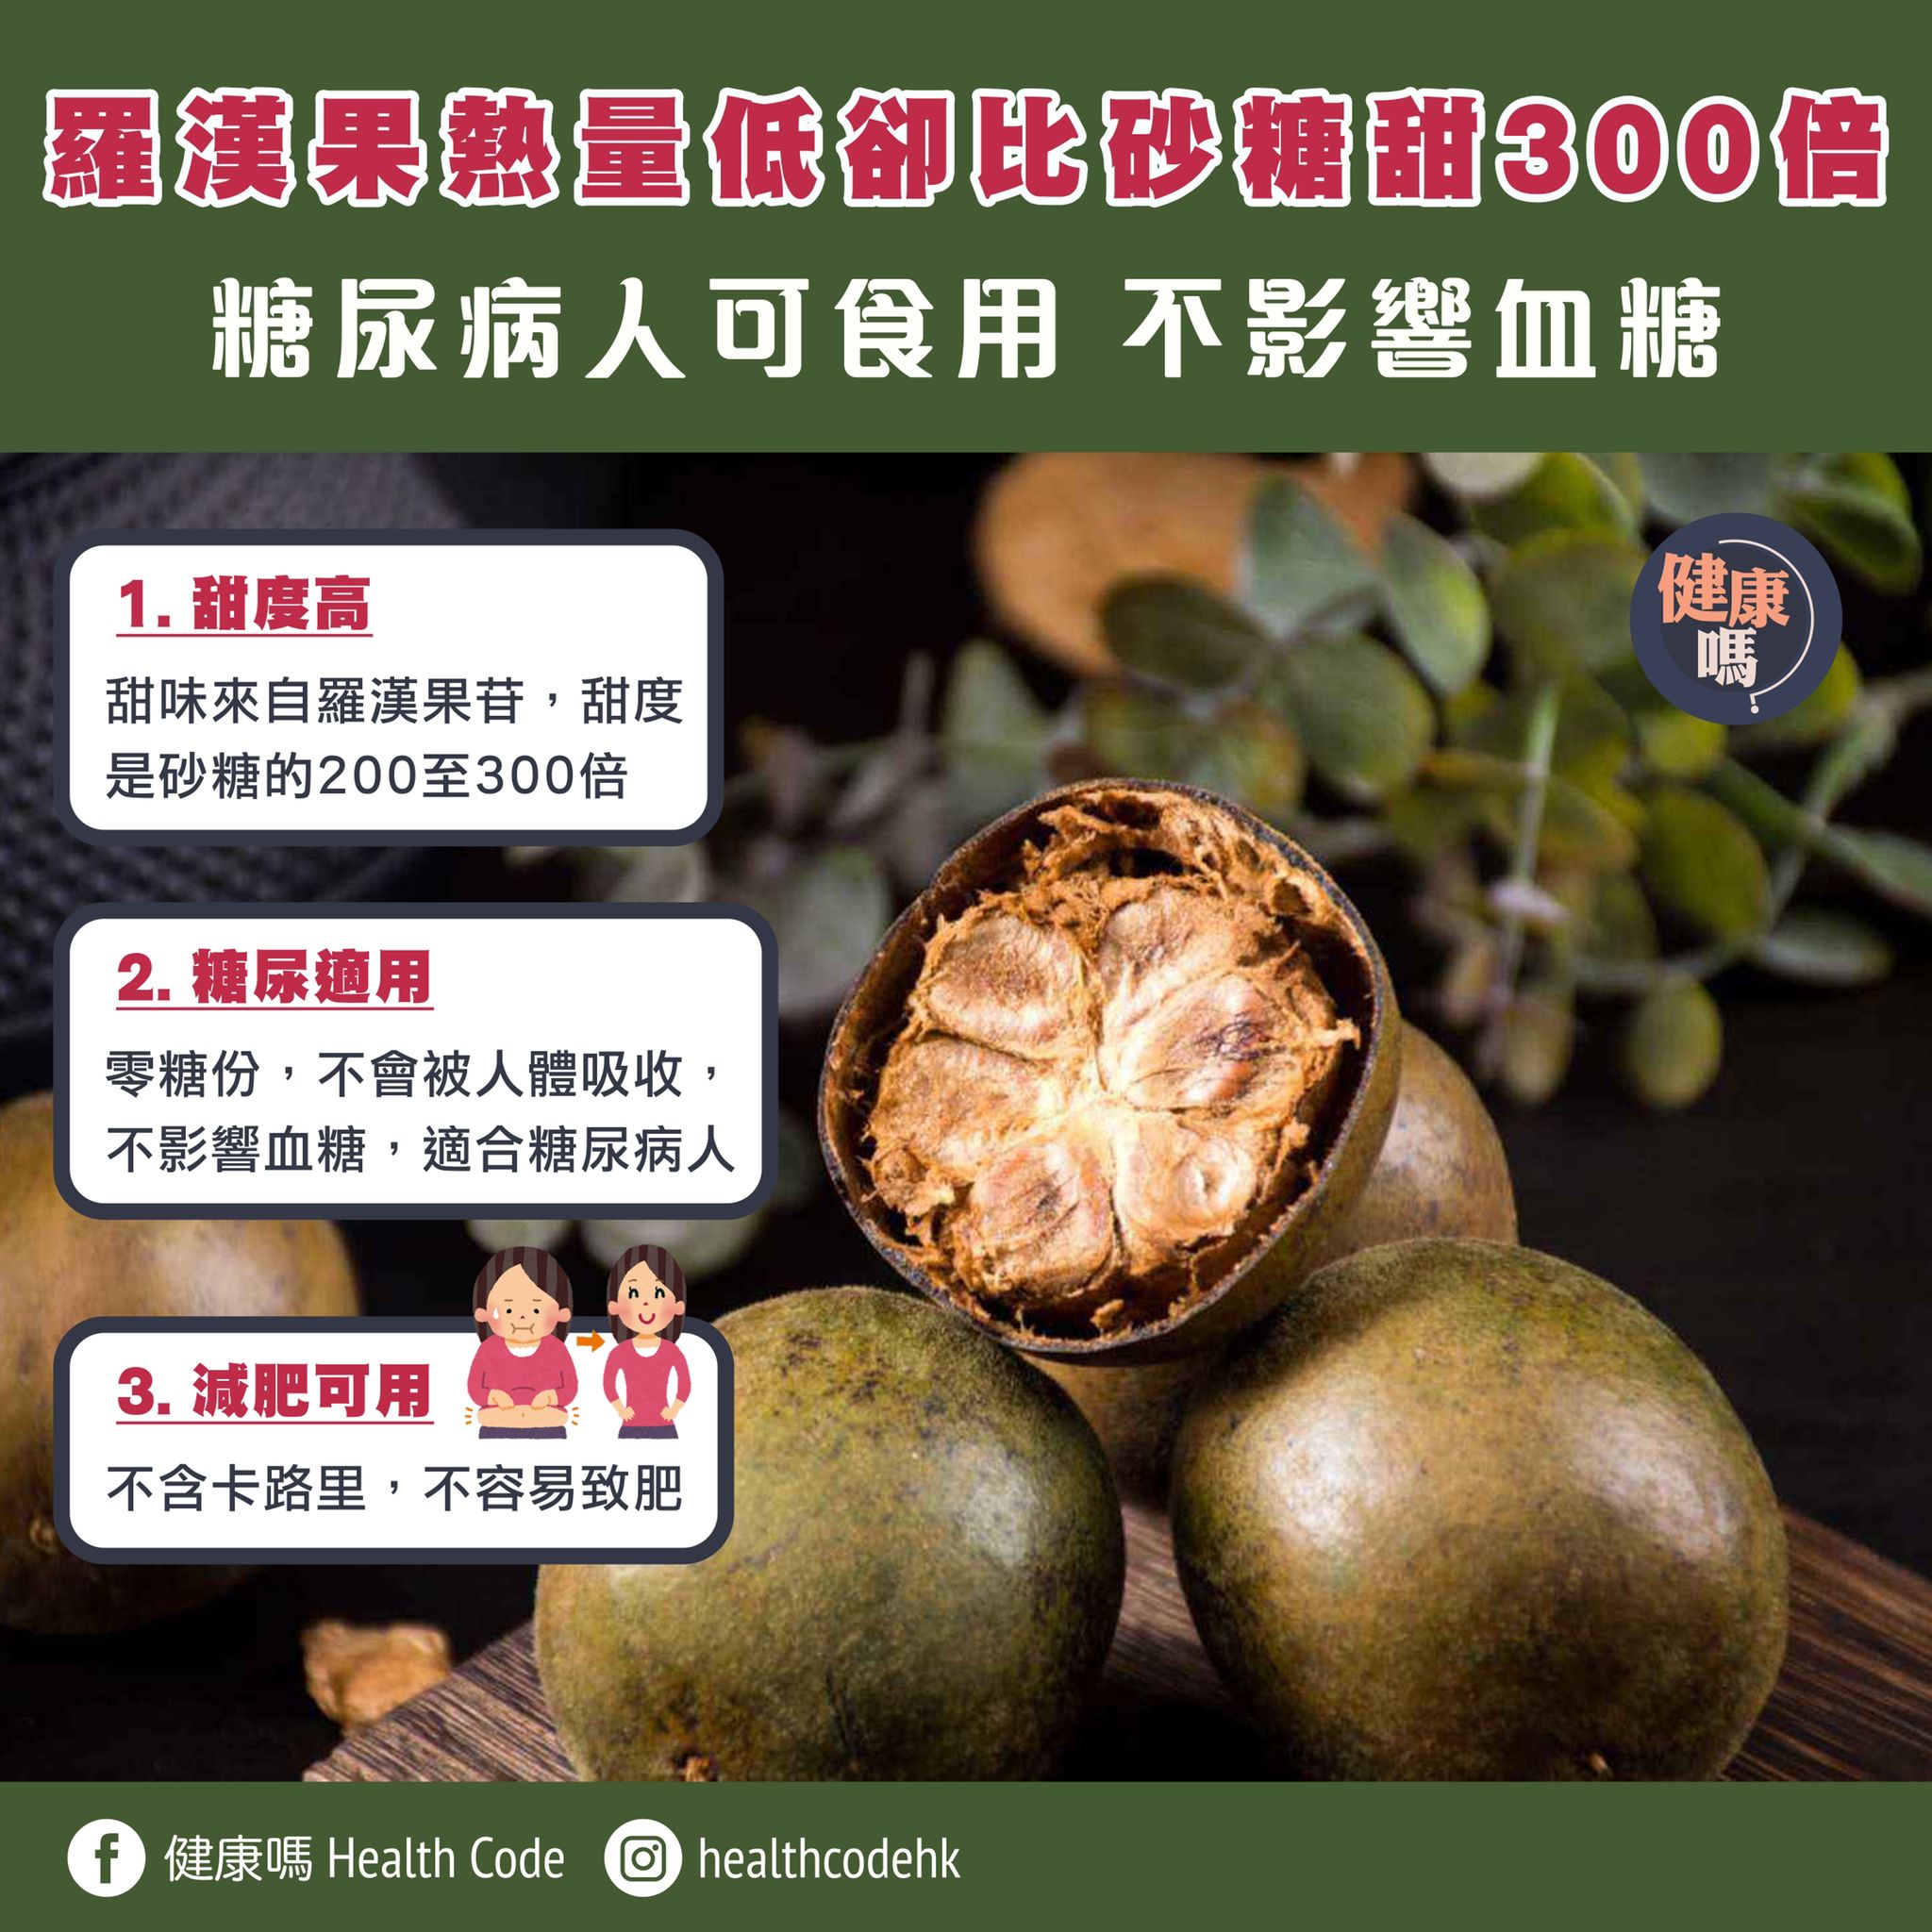 羅漢果熱量低卻比砂糖甜300倍
糖尿病人可食用 不影響血糖
健康
嗎?
1. 甜度高
甜味來自羅漢果苷，甜度
是砂糖的200至300倍
2. 糖尿適用
零糖份，不會被人體吸收，
不影響血糖，適合糖尿病人
3. 減肥可用
不含卡路里，不容易致肥
健康嗎 Health Code
healthcodehk